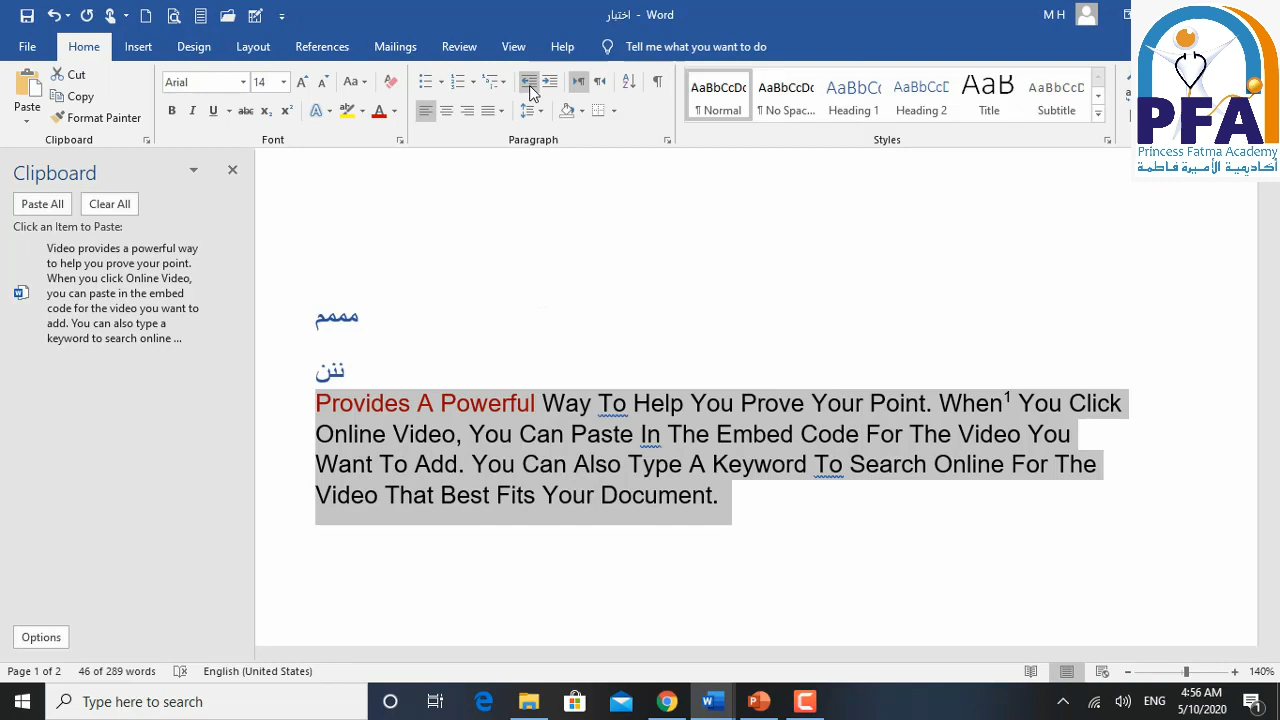 اختبار - Word
M H
File Home Insert Design Layout References Mailings Review View Help Tell me what you want to do
Paste
Cut
Copy
Format Painter
Clipboard
Arial 14
Font
Paragraph
AaBbCcDc AaBbCcDc AaBbCc AaBbCcD AaB AaBbCcD
¶ Normal ¶ No Spac... Heading 1 Heading 2 Title Subtitle
Styles
PFA
Princess Fatma Academy
أكاديمية الأميرة فاطمة
Clipboard
Paste All Clear All
Click an Item to Paste:
Video provides a powerful way
to help you prove your point.
When you click Online Video,
you can paste in the embed
code for the video you want to
add. You can also type a
keyword to search online ...
Options
مممم
ننن
Provides A Powerful Way To Help You Prove Your Point. When¹ You Click
Online Video, You Can Paste In The Embed Code For The Video You
Want To Add. You Can Also Type A Keyword To Search Online For The
Video That Best Fits Your Document.
Page 1 of 2 46 of 289 words English (United States) 140%
Type here to search
ENG
4:56 AM
5/10/2020
1